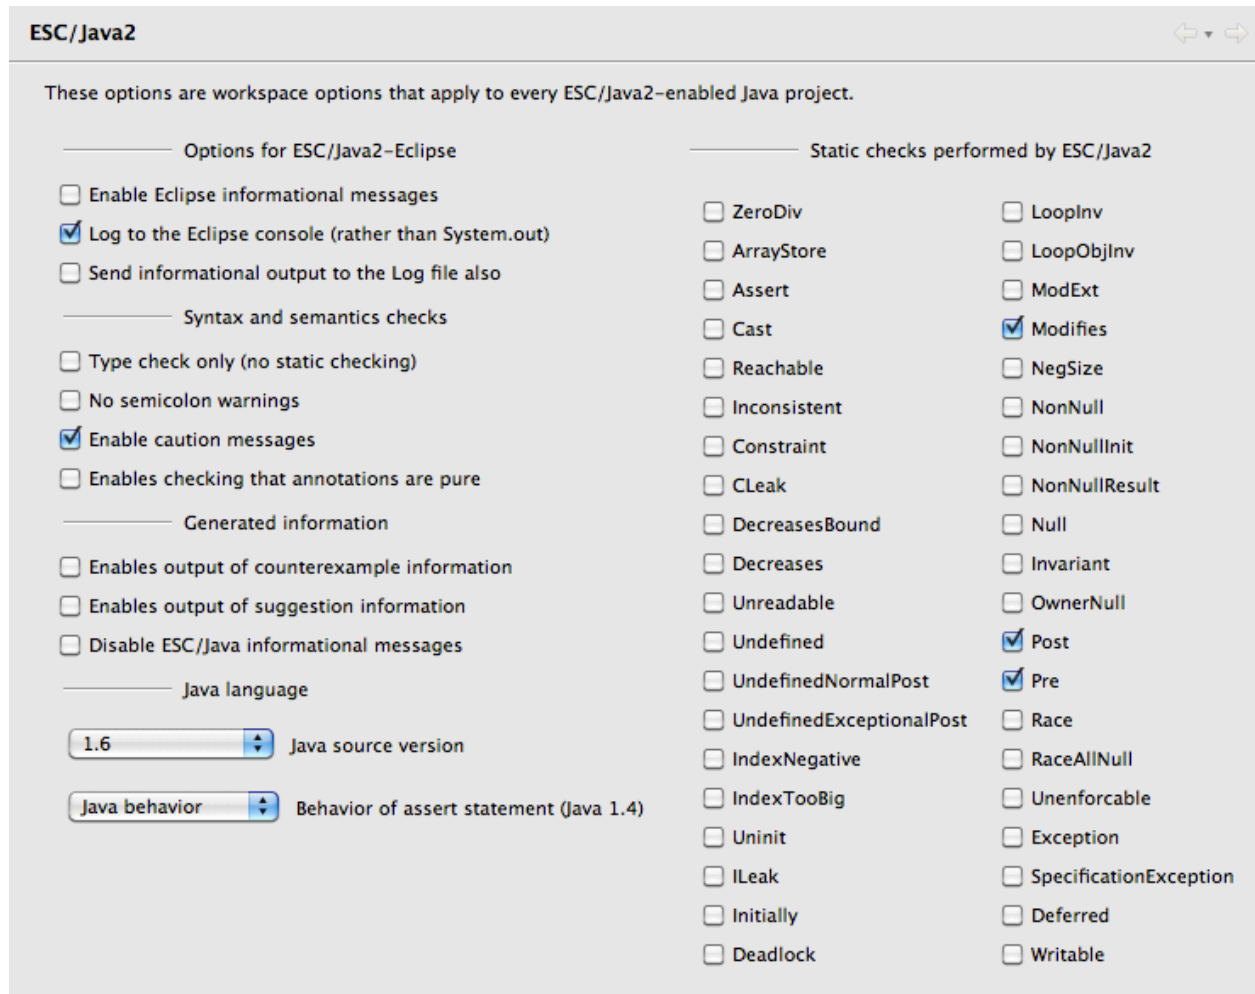 ESC/Java2
These options are workspace options that apply to every ESC/Java2-enabled Java project.
Options for ESC/Java2-Eclipse
Enable Eclipse informational messages
Log to the Eclipse console (rather than System.out)
Send informational output to the Log file also
Syntax and semantics checks
Type check only (no static checking)
No semicolon warnings
Enable caution messages
Enables checking that annotations are pure
Generated information
Enables output of counterexample information
Enables output of suggestion information
Disable ESC/Java informational messages
Java language
1.6 Java source version
Java behavior Behavior of assert statement (Java 1.4)
Static checks performed by ESC/Java2
ZeroDiv
ArrayStore
Assert
Cast
Reachable
Inconsistent
Constraint
CLeak
DecreasesBound
Decreases
Unreadable
Undefined
UndefinedNormalPost
UndefinedExceptionalPost
IndexNegative
IndexTooBig
Uninit
ILeak
Initially
Deadlock
LoopInv
LoopObjInv
ModExt
Modifies
NegSize
NonNull
NonNullInit
NonNullResult
Null
Invariant
OwnerNull
Post
Pre
Race
RaceAllNull
Unenforcable
Exception
SpecificationException
Deferred
Writable